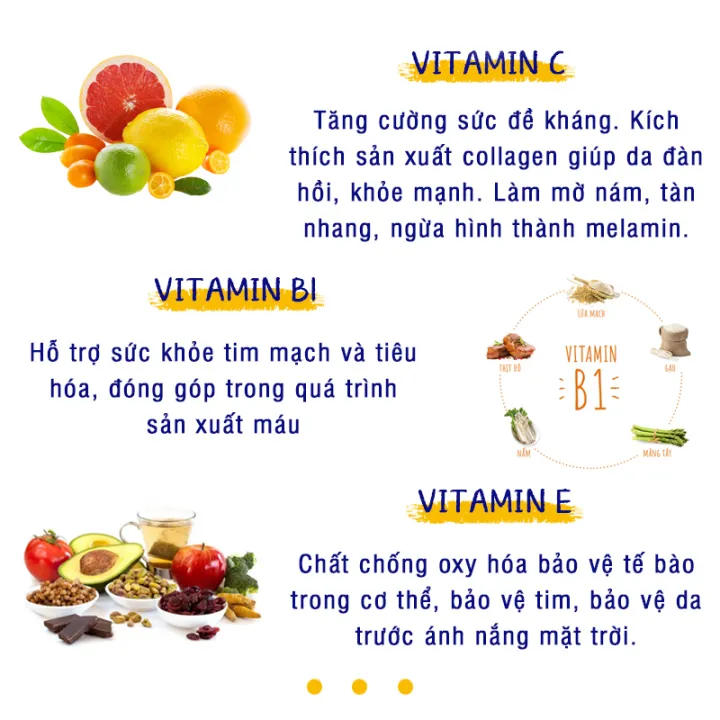 VITAMIN C
Tăng cường sức đề kháng. Kích
thích sản xuất collagen giúp da đàn
hồi, khỏe mạnh. Làm mờ nám, tàn
nhang, ngừa hình thành melamin.
VITAMIN B1
Hỗ trợ sức khỏe tim mạch và tiêu
hóa, đóng góp trong quá trình
sản xuất máu
LÚA MẠCH
THỊT BÒ
VITAMIN
B1
GẠO
NẤM
MĂNG TÂY
VITAMIN E
Chất chống oxy hóa bảo vệ tế bào
trong cơ thể, bảo vệ tim, bảo vệ da
trước ánh nắng mặt trời.